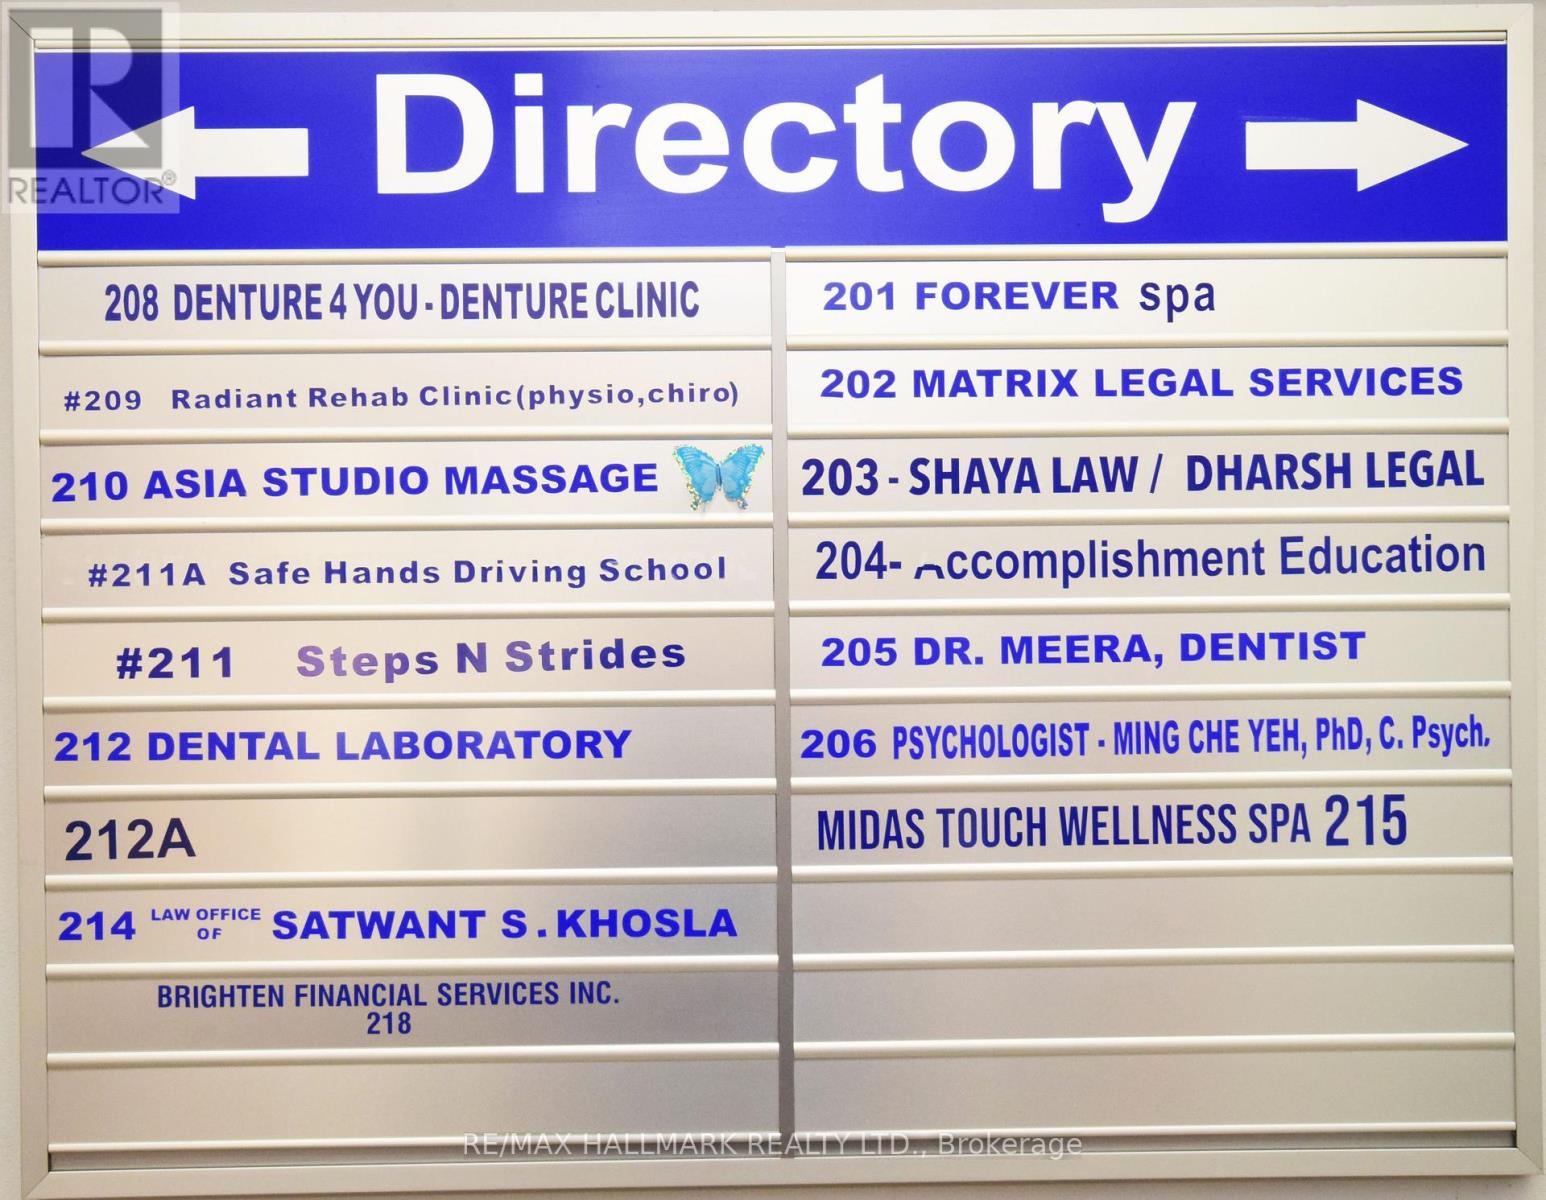 REALTOR®
Directory
208 DENTURE 4 YOU - DENTURE CLINIC
#209 Radiant Rehab Clinic(physio,chiro)
210 ASIA STUDIO MASSAGE
#211A Safe Hands Driving School
#211 Steps N Strides
212 DENTAL LABORATORY
212A
214 LAW OFFICE OF SATWANT S. KHOSLA
BRIGHTEN FINANCIAL SERVICES INC.
218
201 FOREVER spa
202 MATRIX LEGAL SERVICES
203 - SHAYA LAW / DHARSH LEGAL
204- Accomplishment Education
205 DR. MEERA, DENTIST
206 PSYCHOLOGIST - MING CHE YEH, PhD, C. Psych.
MIDAS TOUCH WELLNESS SPA 215
RE/MAX HALLMARK REALTY LTD., Brokerage